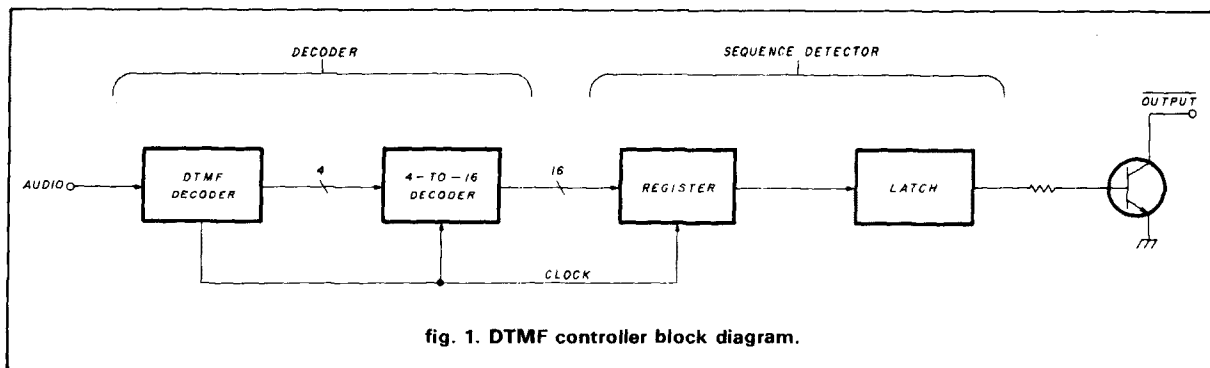 DECODER
SEQUENCE DETECTOR
OUTPUT
AUDIO
DTMF
DECODER
4
4-TO-16
DECODER
16
REGISTER
LATCH
CLOCK
fig. 1. DTMF controller block diagram.